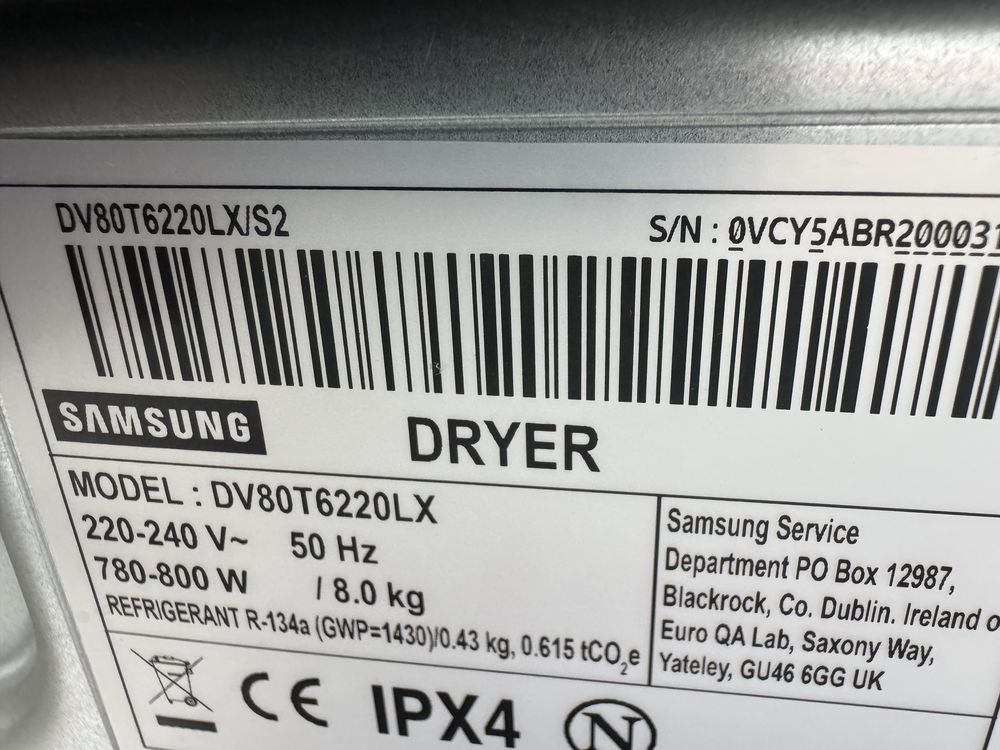 DV80T6220LX/S2
S/N : 0VCY5ABR200031
SAMSUNG
DRYER
MODEL : DV80T6220LX
220-240 V~ 50 Hz
780-800 W / 8.0 kg
REFRIGERANT R-134a (GWP=1430)/0.43 kg, 0.615 tCO₂e
Samsung Service
Department PO Box 12987,
Blackrock, Co. Dublin. Ireland
Euro QA Lab, Saxony Way,
Yateley, GU46 6GG UK
CE IPX4 N